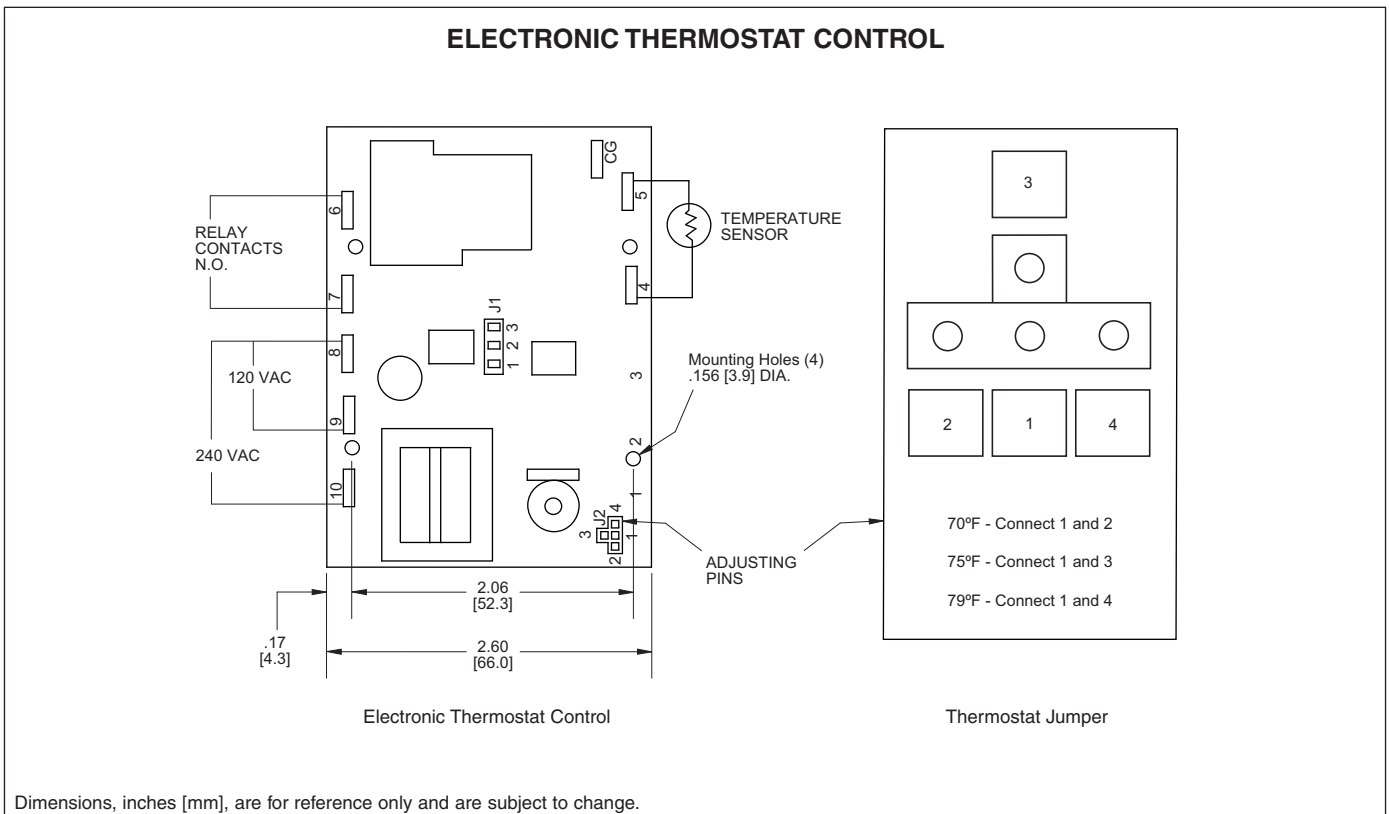 ELECTRONIC THERMOSTAT CONTROL
CG
5
6
TEMPERATURE
SENSOR
RELAY
CONTACTS
N.O.
4
7
J1
3
2
1
8
Mounting Holes (4)
.156 [3.9] DIA.
120 VAC
3
9
2
240 VAC
10
1
J2
4
3
1
2
ADJUSTING
PINS
2.06
[52.3]
.17
[4.3]
2.60
[66.0]
Electronic Thermostat Control
3
2
1
4
70ºF - Connect 1 and 2
75ºF - Connect 1 and 3
79ºF - Connect 1 and 4
Thermostat Jumper
Dimensions, inches [mm], are for reference only and are subject to change.